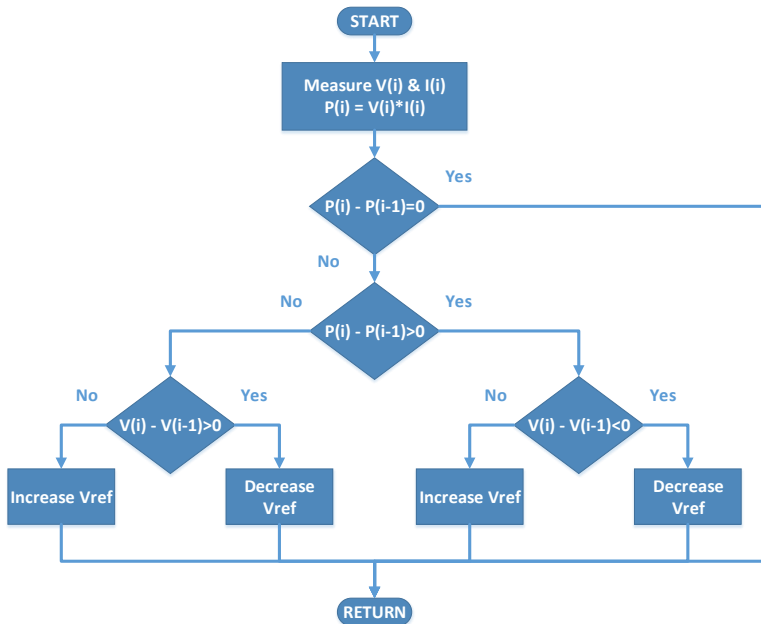 START
Measure V(i) & I(i)
P(i) = V(i)*I(i)
Yes
P(i) - P(i-1)=0
No
No
Yes
P(i) - P(i-1)>0
No
Yes
No
Yes
V(i) - V(i-1)>0
V(i) - V(i-1)<0
Increase Vref
Decrease
Vref
Increase Vref
Decrease
Vref
RETURN